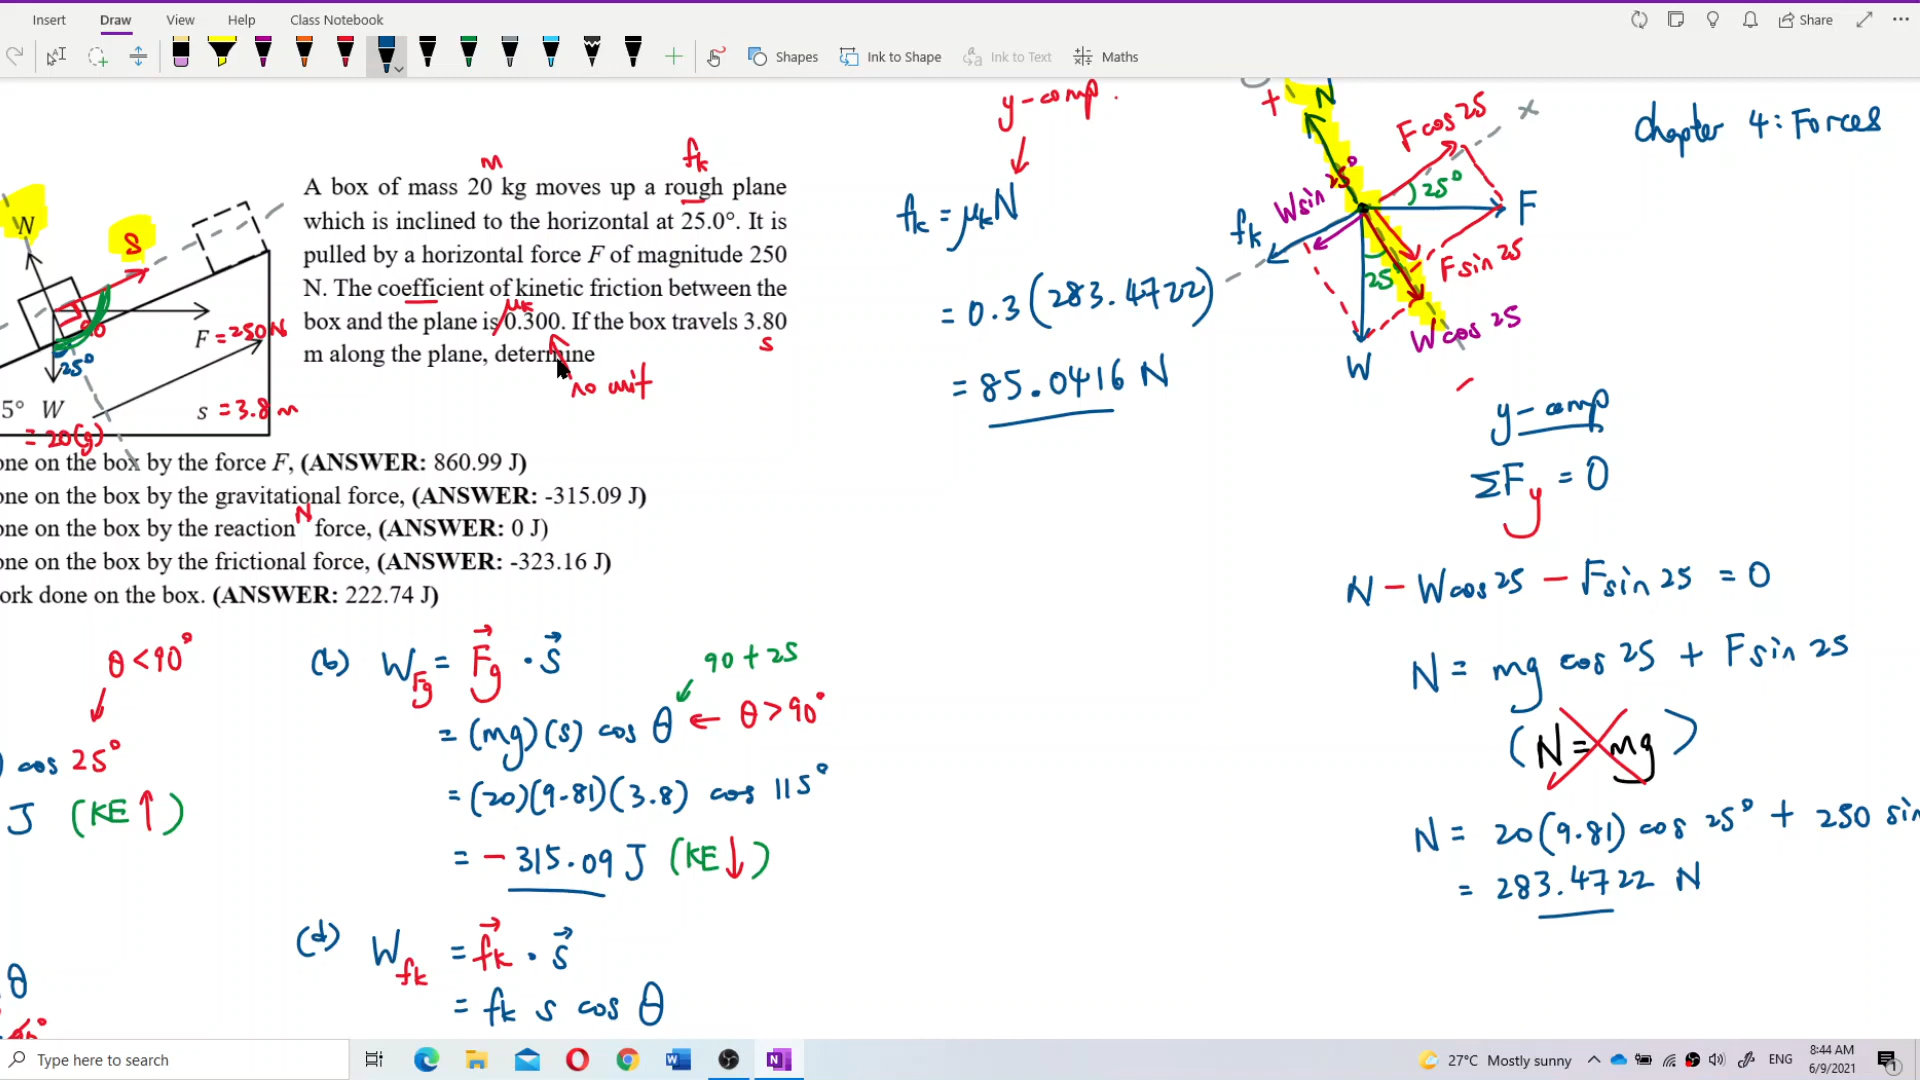 Insert Draw View Help Class Notebook Share
Shapes Ink to Shape Ink to Text Maths
y-comp.
fk = μkN
= 0.3 (283.4722)
= 85.0416 N
m fk
A box of mass 20 kg moves up a rough plane
which is inclined to the horizontal at 25.0°. It is
pulled by a horizontal force F of magnitude 250
N. The coefficient of kinetic friction between the
μk
box and the plane is 0.300. If the box travels 3.80
s
m along the plane, determine
no unit
N
S
90
F = 250N
25°
5° W
= 20(g)
s = 3.8 m
one on the box by the force F, (ANSWER: 860.99 J)
one on the box by the gravitational force, (ANSWER: -315.09 J)
N
one on the box by the reaction force, (ANSWER: 0 J)
one on the box by the frictional force, (ANSWER: -323.16 J)
ork done on the box. (ANSWER: 222.74 J)
θ < 90°
) cos 25°
J (KE↑)
θ
90°
(b) WFg = Fg · s
90 + 25
= (mg)(s) cos θ ← θ > 90°
= (20)(9.81)(3.8) cos 115°
= - 315.09 J (KE↓)
(d) Wfk = fk · s
= fk s cos θ
Chapter 4: Forces
+ N
F cos 25 x
25°
W sin 25°
F
fk
F sin 25
25
W cos 25
W
y-comp
ΣFy = 0
N - W cos 25 - F sin 25 = 0
N = mg cos 25 + F sin 25
(N = mg)
N = 20(9.81) cos 25° + 250 sin
= 283.4722 N
Type here to search
27°C Mostly sunny ENG 8:44 AM
6/9/2021
1